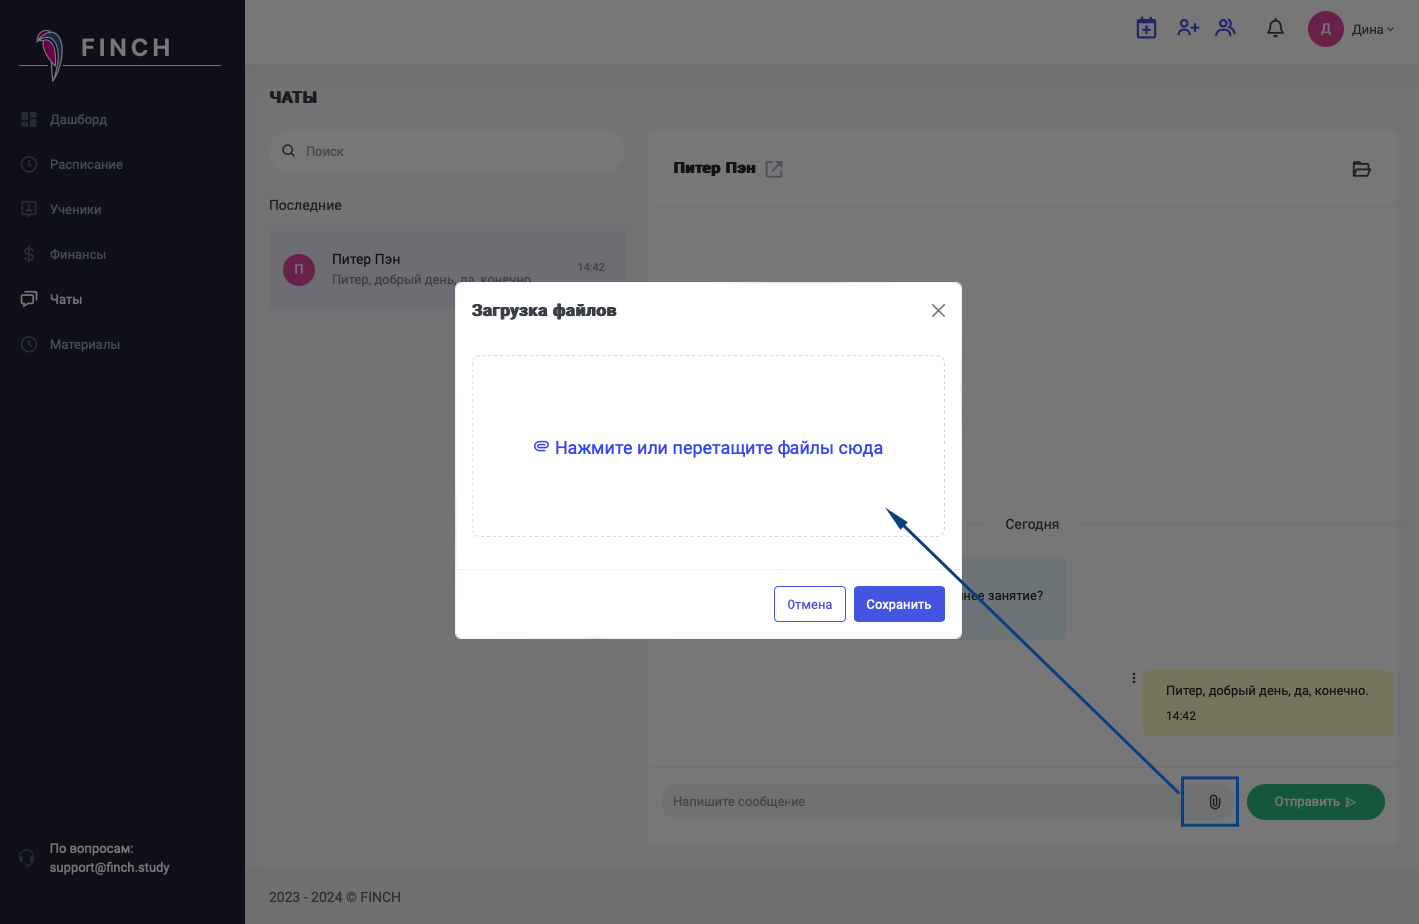 FINCH
Дина
Дашборд
Расписание
Ученики
Финансы
Чаты
Материалы
По вопросам:
support@finch.study
ЧАТЫ
Поиск
Последние
П
Питер Пэн
Питер, добрый день, да, конечно
14:42
Д
Питер Пэн
Загрузка файлов
Нажмите или перетащите файлы сюда
Отмена
Сохранить
Сегодня
занятие?
Питер, добрый день, да, конечно.
14:42
Напишите сообщение
Отправить
2023 - 2024 © FINCH